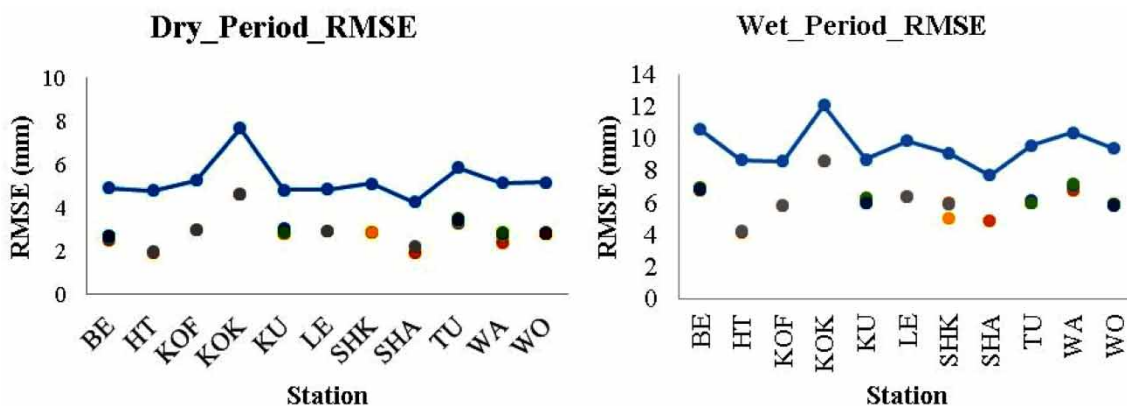 Dry_Period_RMSE
RMSE (mm)
10
8
6
4
2
0
BE HT KOF KOK KU LE SHK SHA TU WA WO
Station
Wet_Period_RMSE
RMSE (mm)
14
12
10
8
6
4
2
0
BE HT KOF KOK KU LE SHK SHA TU WA WO
Station